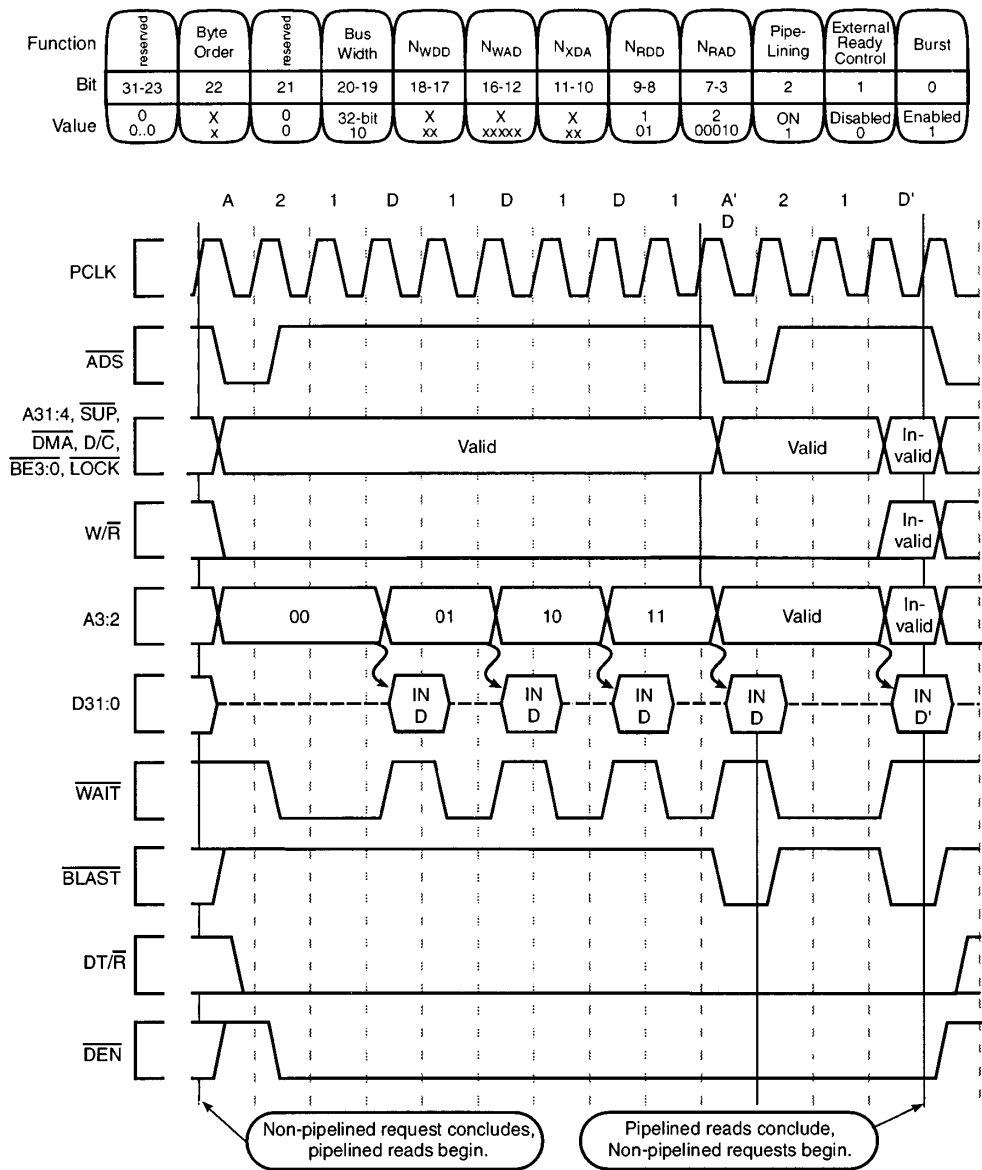 Function reserved Byte Order reserved Bus Width NWDD NWAD NXDA NRDD NRAD Pipe-Lining External Ready Control Burst
Bit 31-23 22 21 20-19 18-17 16-12 11-10 9-8 7-3 2 1 0
Value 0 X 0 32-bit X X X 1 2 ON Disabled Enabled
0..0 x 0 10 xx xxxxx xx 01 00010 1 0 1
A 2 1 D 1 D 1 D 1 A' 2 1 D'
D
PCLK
ADS
A31:4, SUP,
DMA, D/C,
BE3:0, LOCK
Valid Valid In-
valid
W/R In-
valid
A3:2 00 01 10 11 Valid In-
valid
D31:0 IN IN IN IN IN
D D D D D'
WAIT
BLAST
DT/R
DEN
Non-pipelined request concludes,
pipelined reads begin.
Pipelined reads conclude,
Non-pipelined requests begin.